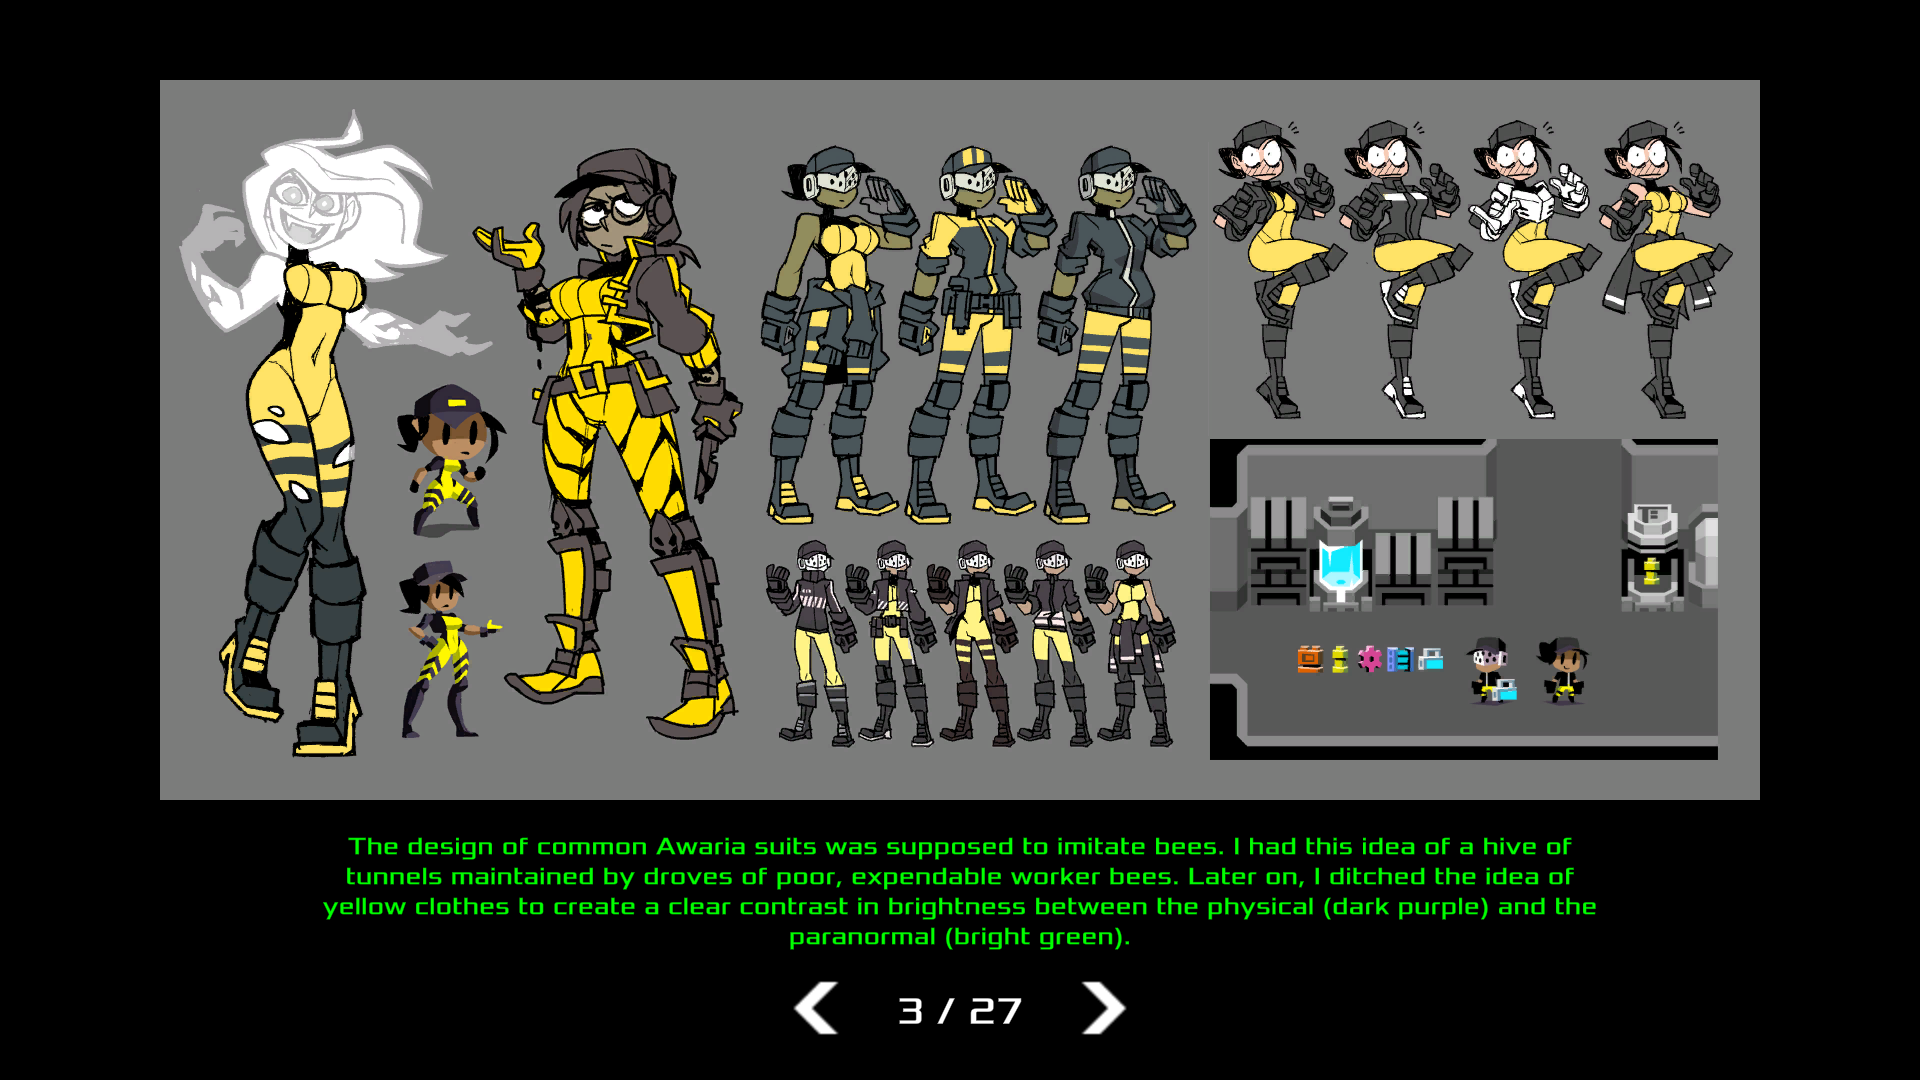 The design of common Awaria suits was supposed to imitate bees. I had this idea of a hive of
tunnels maintained by droves of poor, expendable worker bees. Later on, I ditched the idea of
yellow clothes to create a clear contrast in brightness between the physical (dark purple) and the
paranormal (bright green).
3 / 27